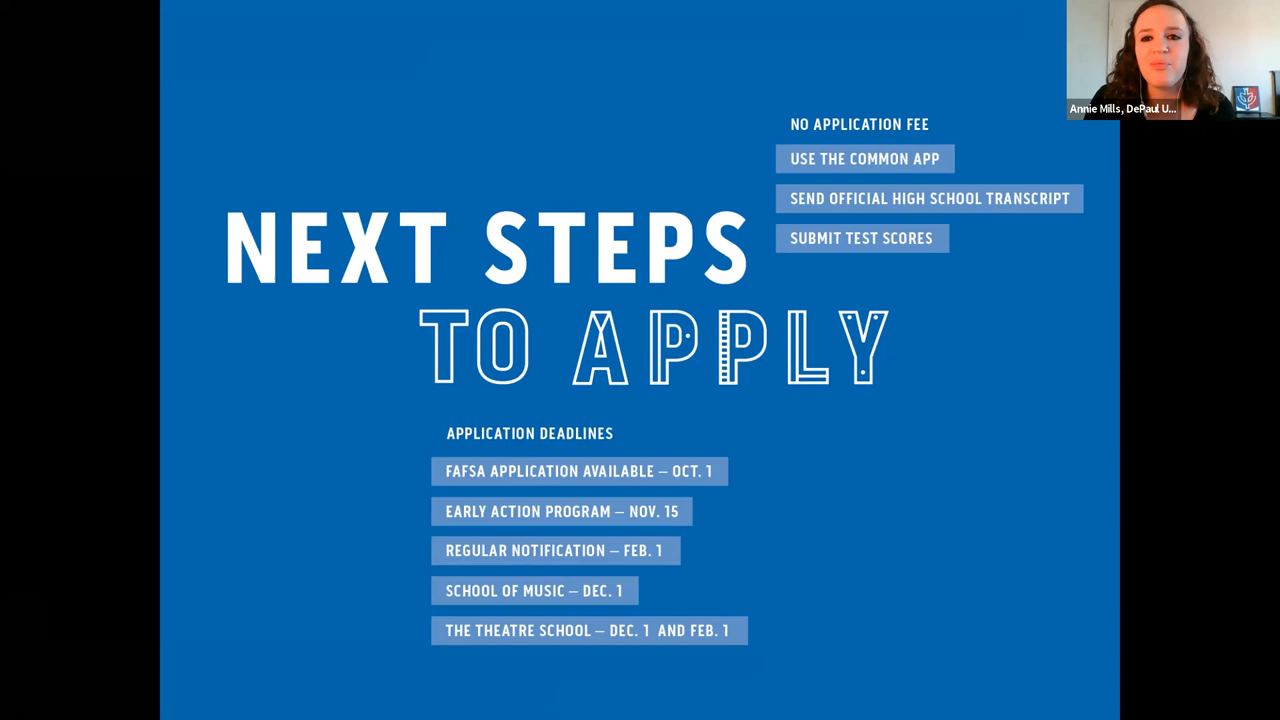 Annie Mills, DePaul U...
NO APPLICATION FEE
USE THE COMMON APP
SEND OFFICIAL HIGH SCHOOL TRANSCRIPT
SUBMIT TEST SCORES
NEXT STEPS
TO APPLY
APPLICATION DEADLINES
FAFSA APPLICATION AVAILABLE – OCT. 1
EARLY ACTION PROGRAM – NOV. 15
REGULAR NOTIFICATION – FEB. 1
SCHOOL OF MUSIC – DEC. 1
THE THEATRE SCHOOL – DEC. 1 AND FEB. 1